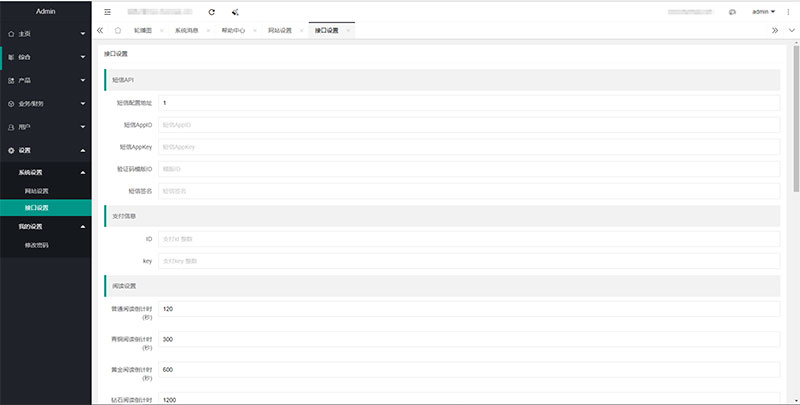 Admin
admin
主页
综合
产品
业务/财务
用户
设置
系统设置
网站设置
接口设置
我的设置
修改密码
轮播图
系统消息
帮助中心
网站设置
接口设置
接口设置
短信API
短信配置地址
1
短信AppID
短信AppID
短信AppKey
短信AppKey
验证码模版ID
模版ID
短信签名
短信签名
支付信息
ID
支付id 参数
key
支付key 参数
阅读设置
普通阅读倒计时
(秒)
120
青铜阅读倒计时
(秒)
300
黄金阅读倒计时
(秒)
600
钻石阅读倒计时
1200